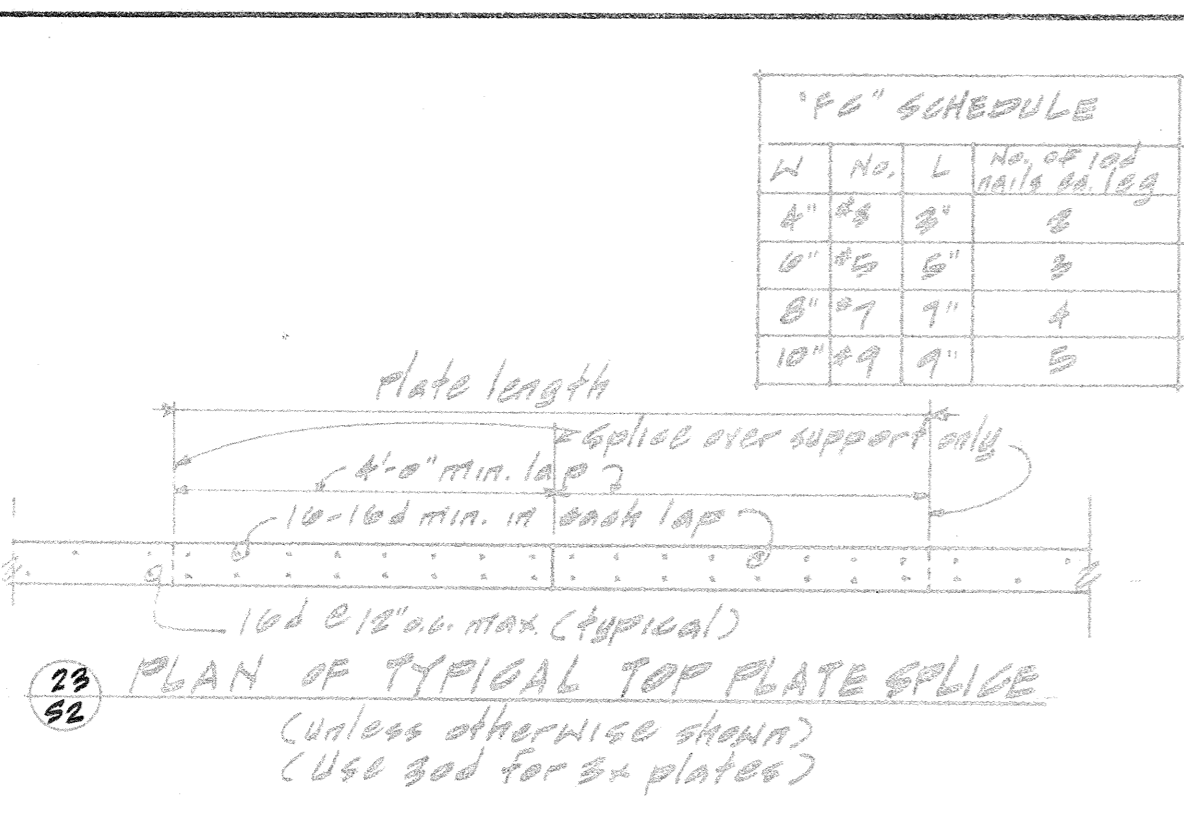 "FC" SCHEDULE
W No. L No. of 10d nails ea. leg
4" 3" 2
6" #5 5" 3
8" #7 7" 4
10" #9 9" 5
Plate length
Splice over support only
4'-0" min. lap
16-16d min. in each lap
16d @ 12" o.c. max. (typical)
23
S2
PLAN OF TYPICAL TOP PLATE SPLICE
(Unless otherwise shown)
(Use 30d for 3x plates)